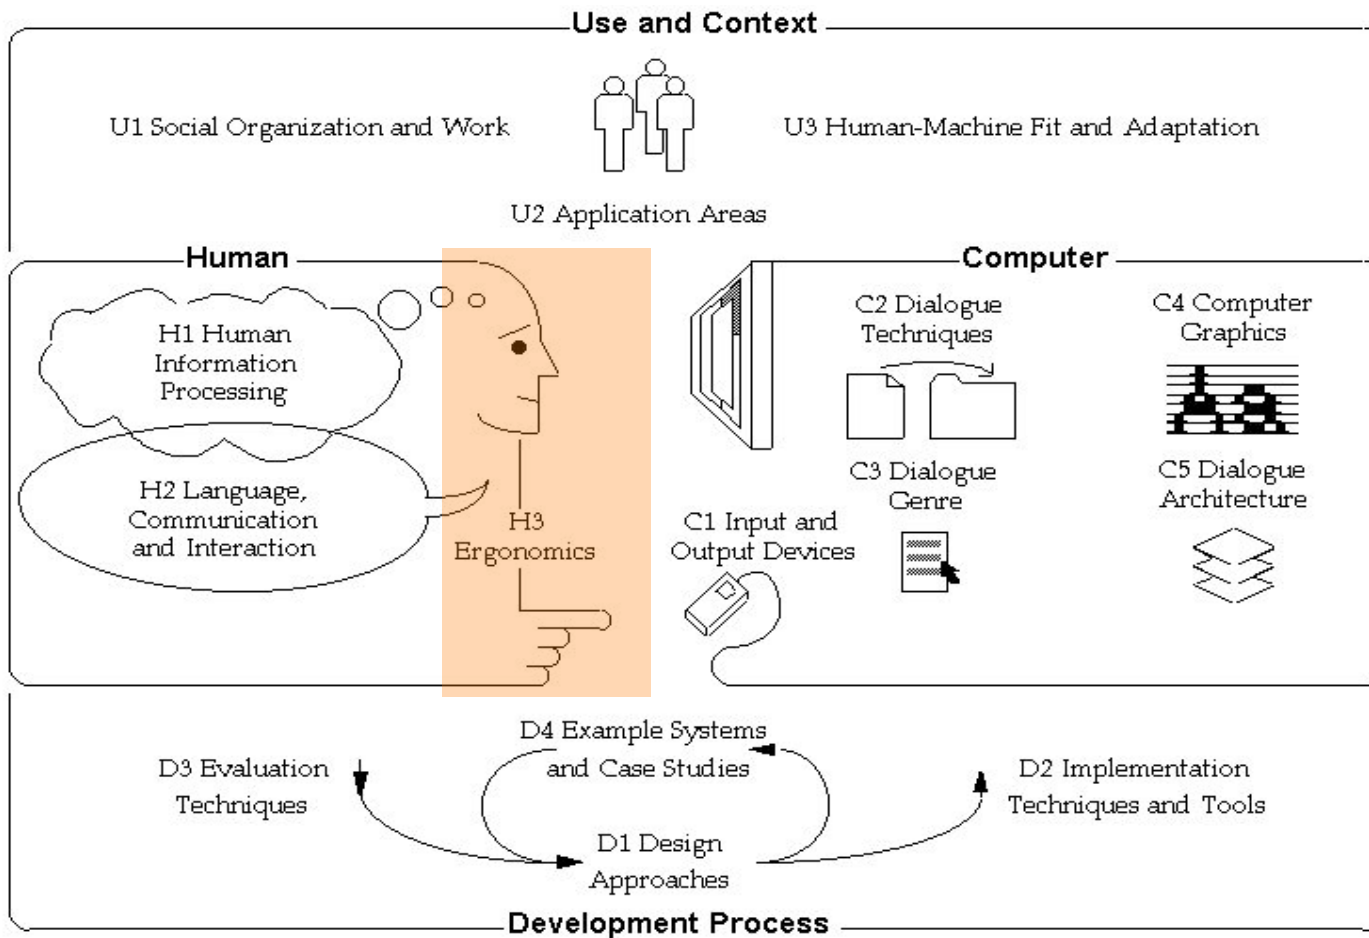 Use and Context
U1 Social Organization and Work
U3 Human-Machine Fit and Adaptation
U2 Application Areas
Human
H1 Human
Information
Processing
H2 Language,
Communication
and Interaction
H3
Ergonomics
Computer
C2 Dialogue
Techniques
C4 Computer
Graphics
C3 Dialogue
Genre
C5 Dialogue
Architecture
C1 Input and
Output Devices
D4 Example Systems
and Case Studies
D3 Evaluation
Techniques
D2 Implementation
Techniques and Tools
D1 Design
Approaches
Development Process